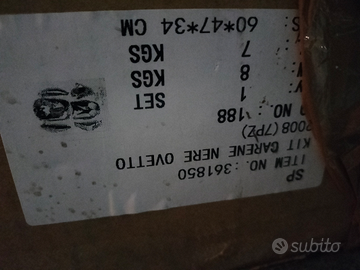 SP
ITEM NO.:361850
KIT CARENE NERE OVETTO
2008(7PZ)
NO.: 188
1 SET
8 KGS
7 KGS
60*47*34 CM
subito